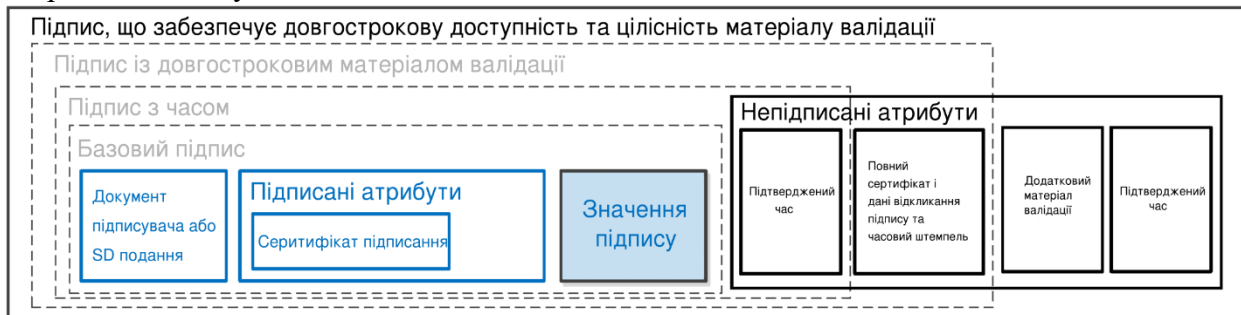 Підпис, що забезпечує довгострокову доступність та цілісність матеріалу валідації
Підпис із довгостроковим матеріалом валідації
Підпис з часом
Непідписані атрибути
Базовий підпис
Документ
підписувача або
SD подання
Підписані атрибути
Серитифікат підписання
Значення
підпису
Підтверджений
час
Повний
сертифікат і
дані відкликання
підпису та
часовий штемпель
Додатковий
матеріал
валідації
Підтверджений
час